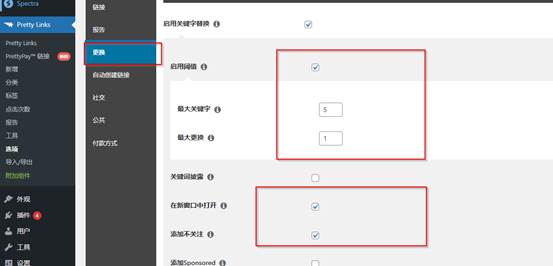 Spectra
Pretty Links
Pretty Links
PrettyPay™ 链接
新增
分类
标签
点击次数
报告
工具
选项
导入/导出
附加组件
外观
插件 4
用户
工具
设置
链接
报告
更换
自动创建链接
社交
公共
付款方式
启用关键字替换
启用阈值
最大关键字 5
最大更换 1
关键词披露
在新窗口中打开
添加不关注
添加Sponsored